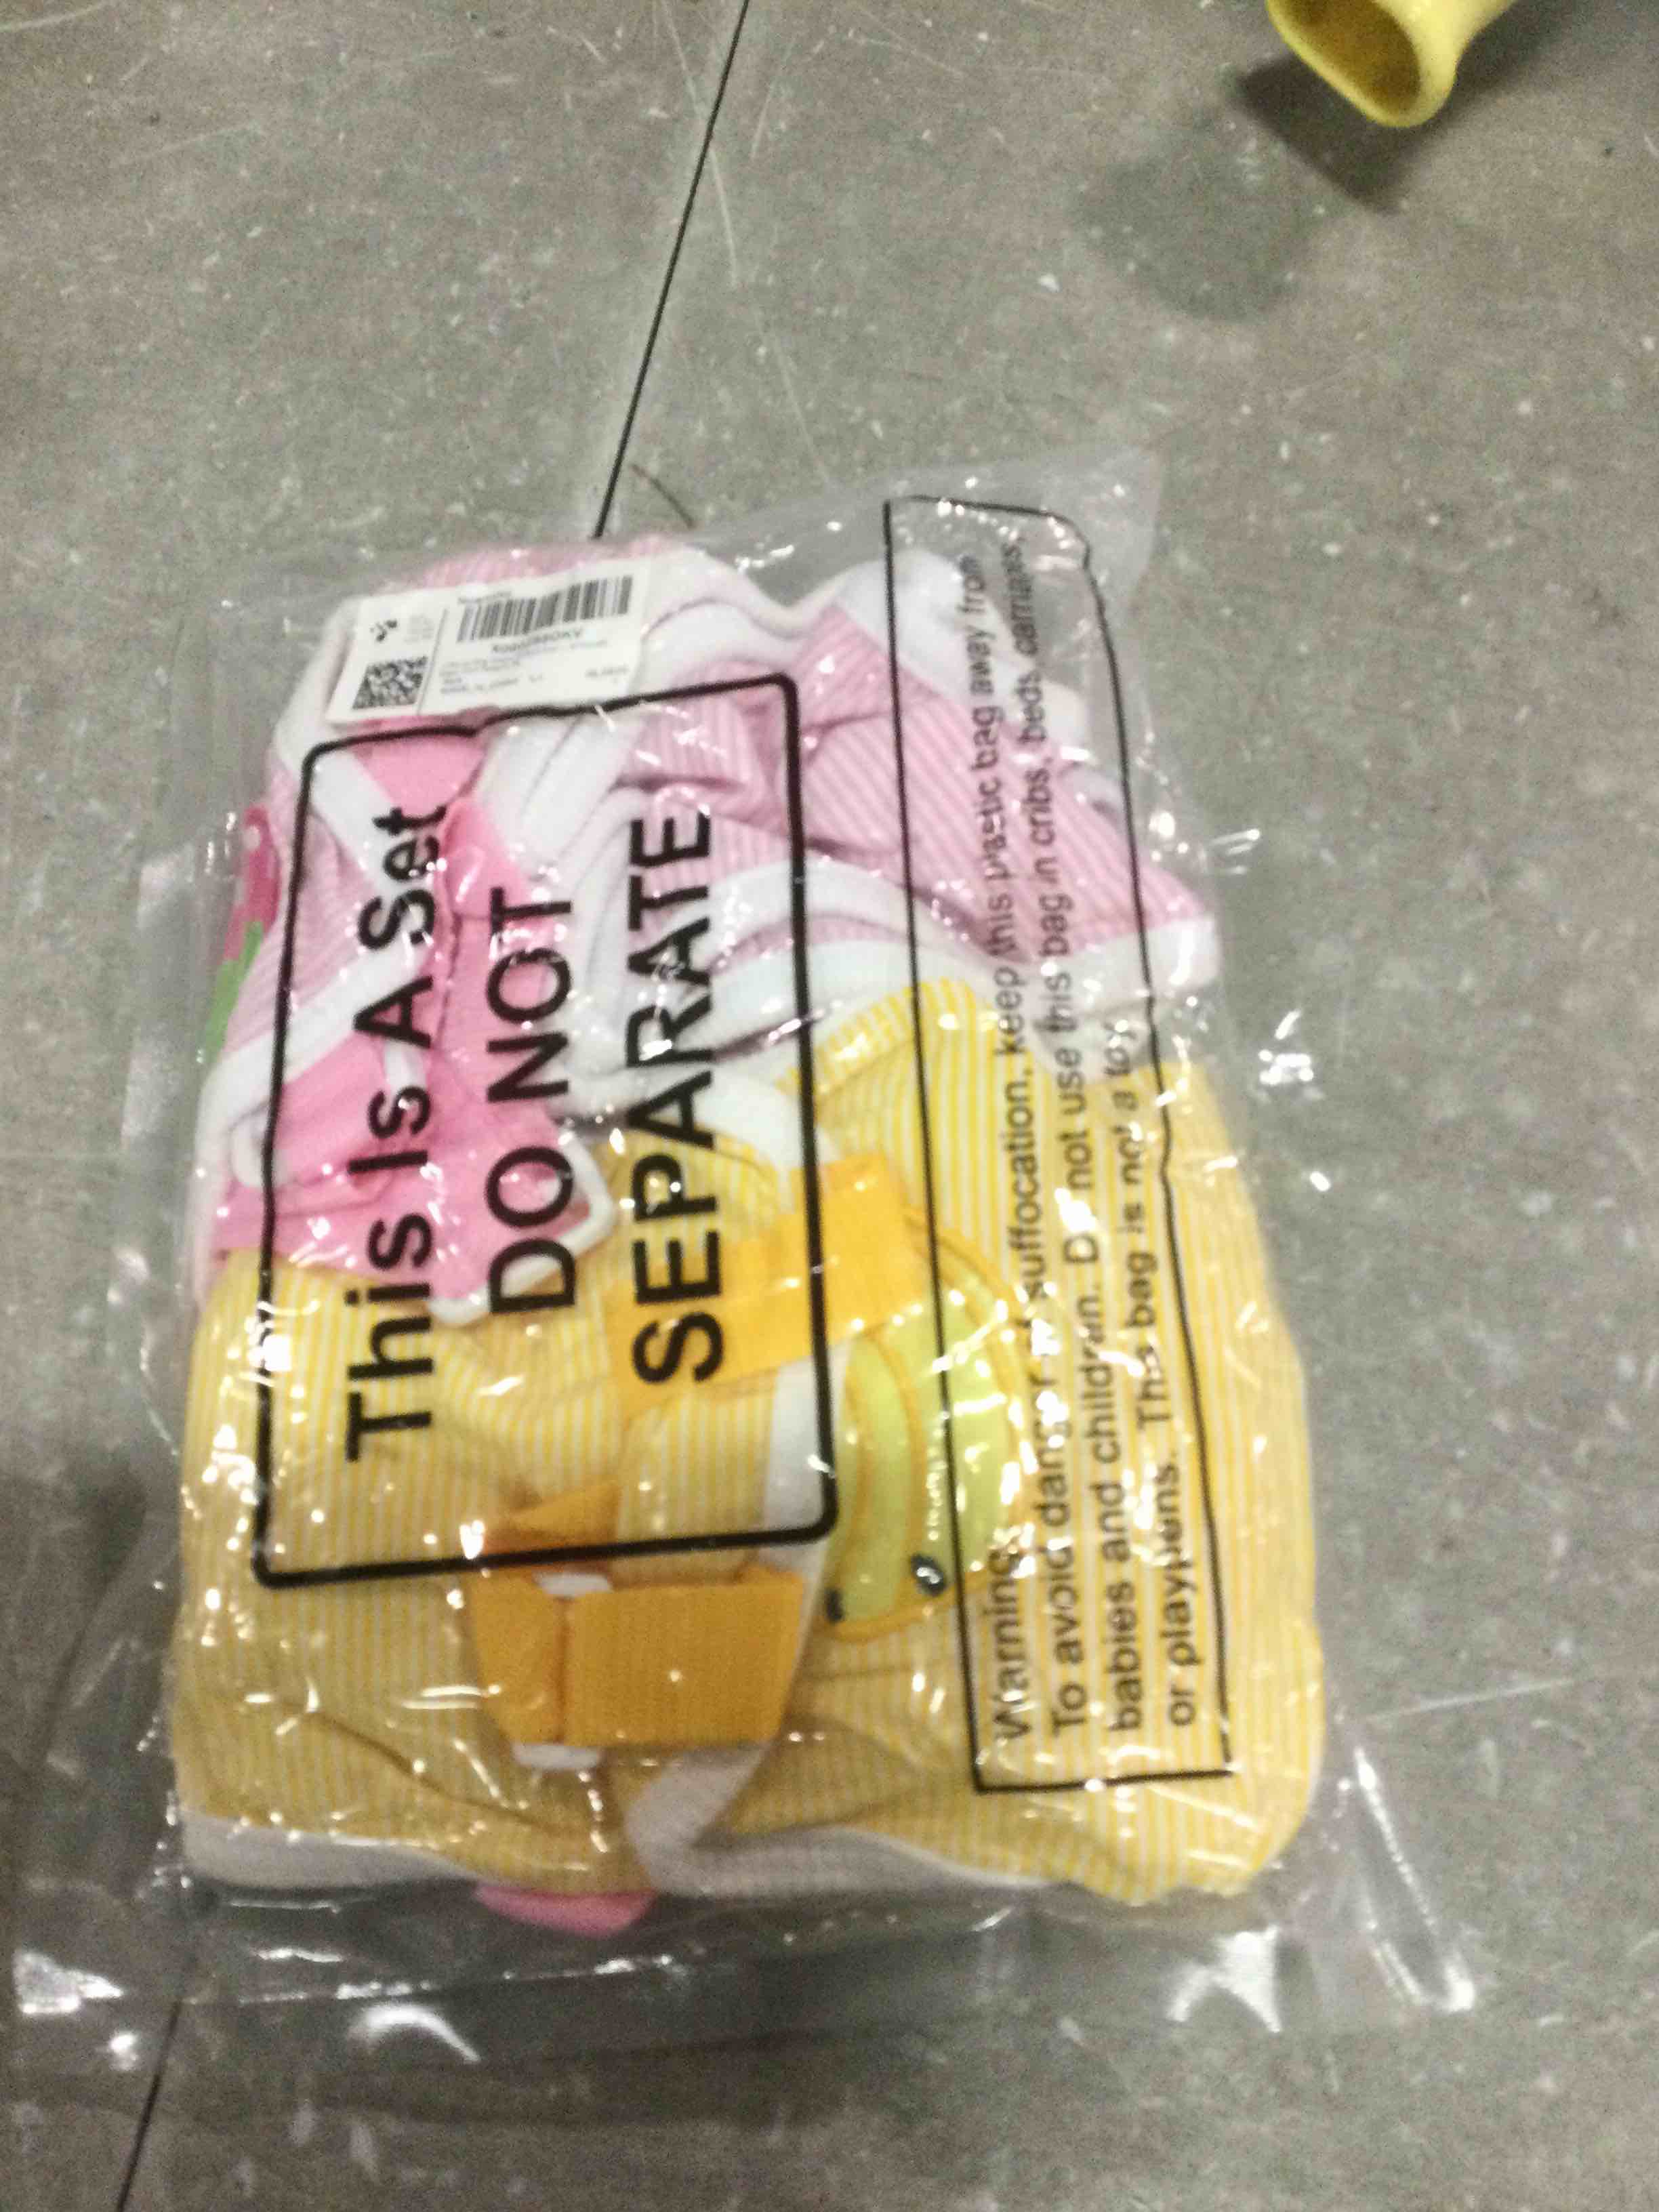 This Is A Set
DO NOT
SEPARATE
Warning:
To avoid danger of suffocation, keep this plastic bag away from
babies and children. Do not use this bag in cribs, beds, carriages,
or playpens. This bag is not a toy.